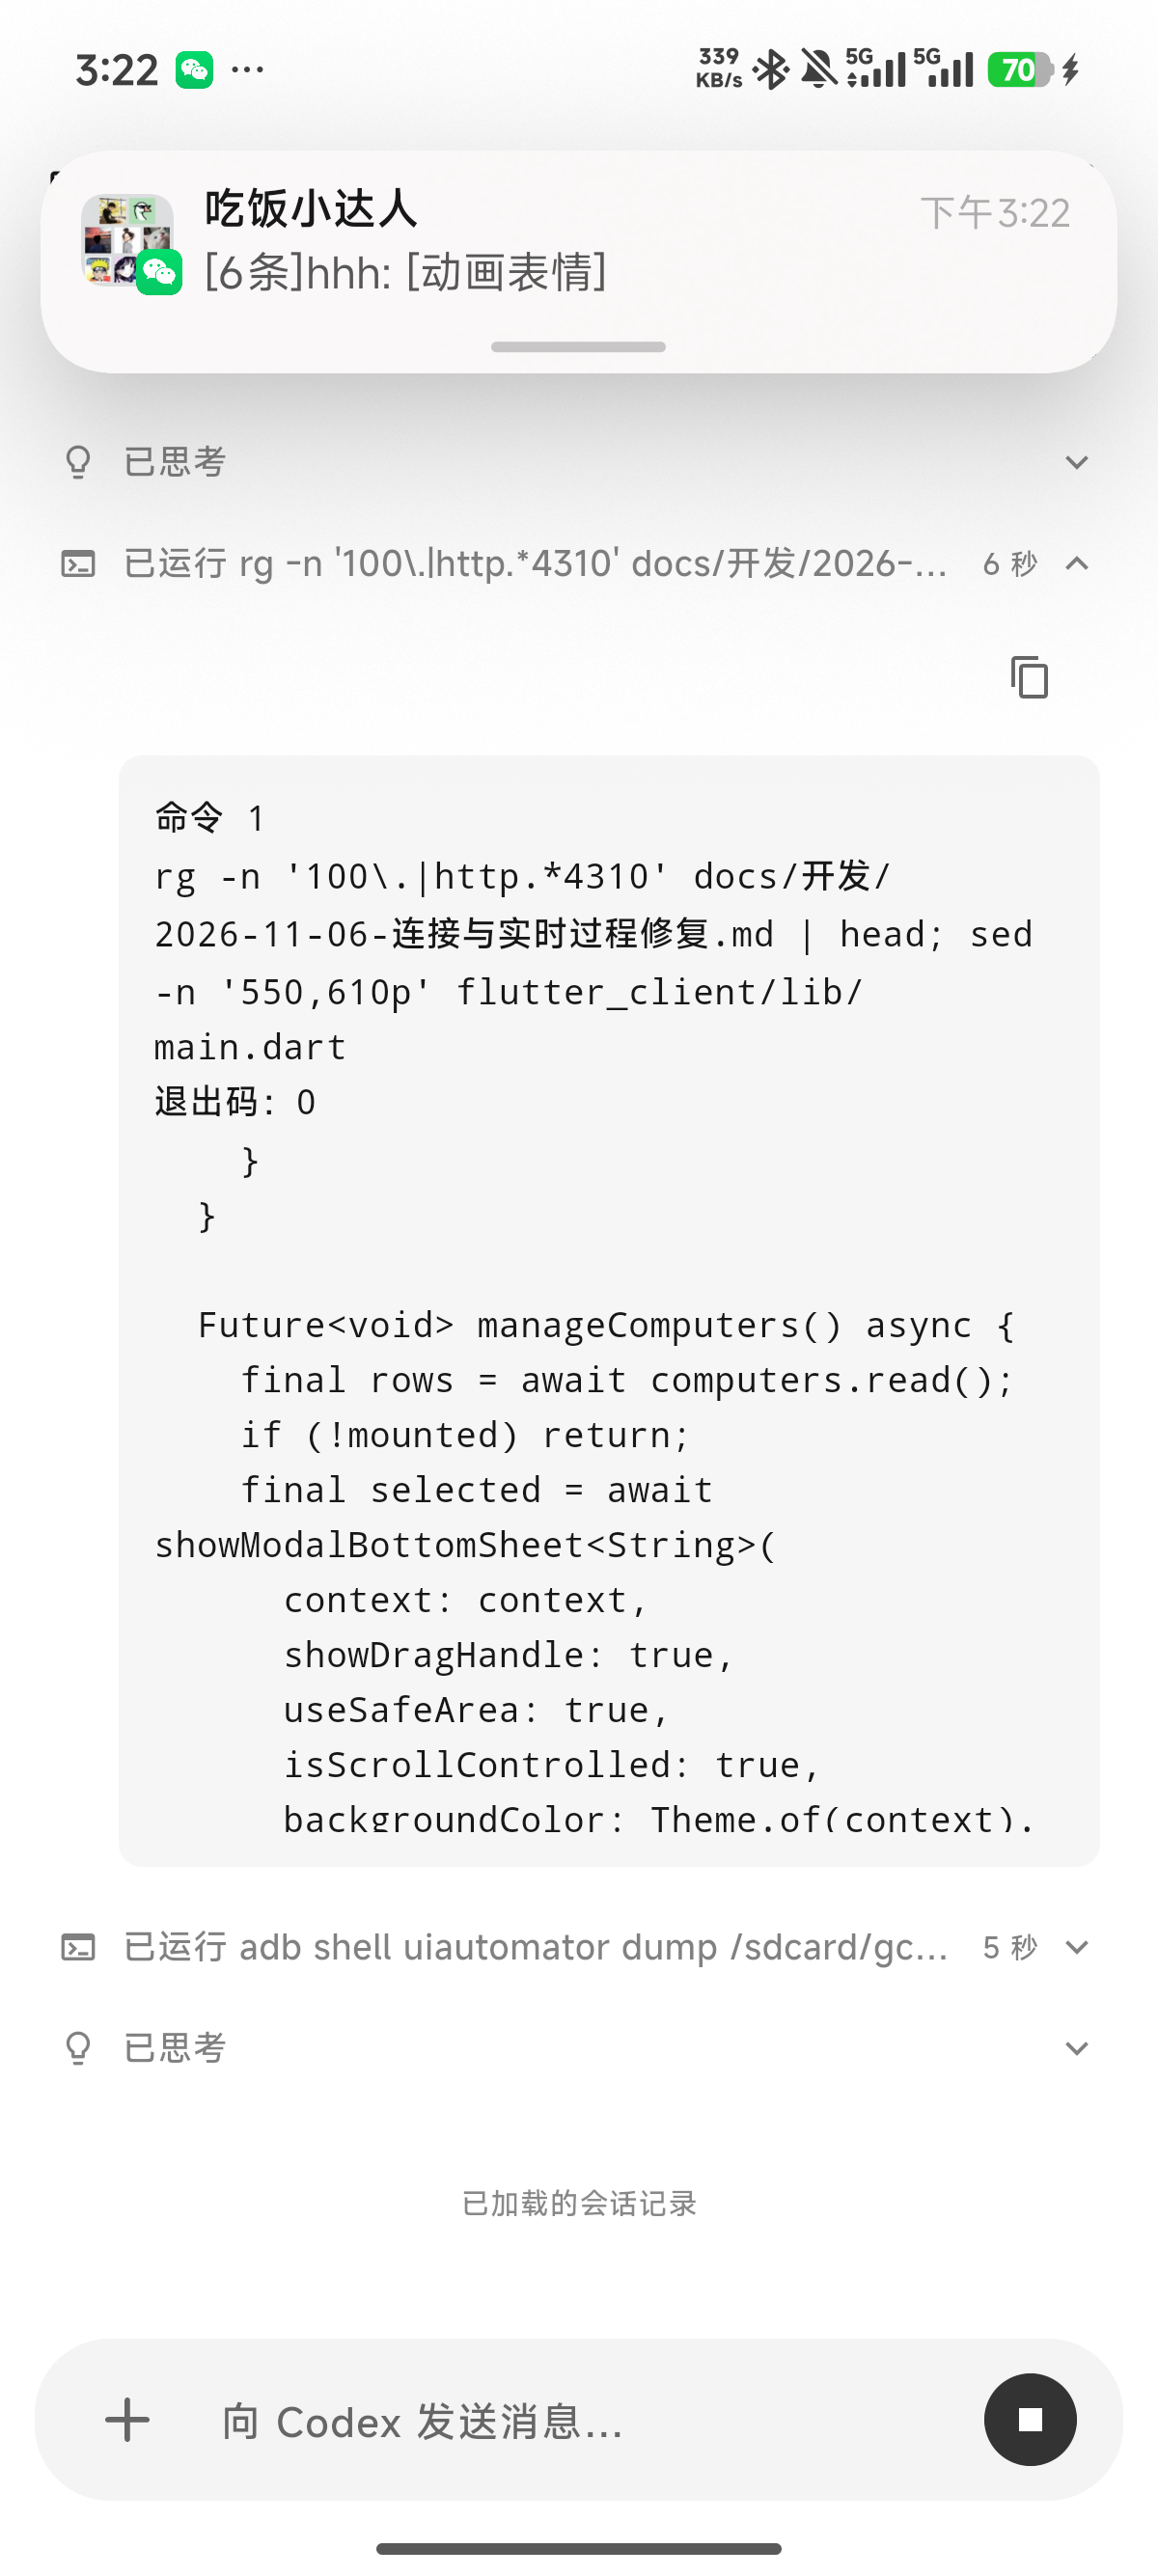 3:22 ...
339 KB/s 5G 5G 70
吃饭小达人 下午3:22
[6条]hhh: [动画表情]
已思考
已运行 rg -n '100\.|http.*4310' docs/开发/2026-... 6 秒
命令 1
rg -n '100\.|http.*4310' docs/开发/
2026-11-06-连接与实时过程修复.md | head; sed
-n '550,610p' flutter_client/lib/
main.dart
退出码: 0
    }
  }
  Future<void> manageComputers() async {
    final rows = await computers.read();
    if (!mounted) return;
    final selected = await
showModalBottomSheet<String>(
      context: context,
      showDragHandle: true,
      useSafeArea: true,
      isScrollControlled: true,
      backgroundColor: Theme.of(context).
已运行 adb shell uiautomator dump /sdcard/gc... 5 秒
已思考
已加载的会话记录
向 Codex 发送消息...